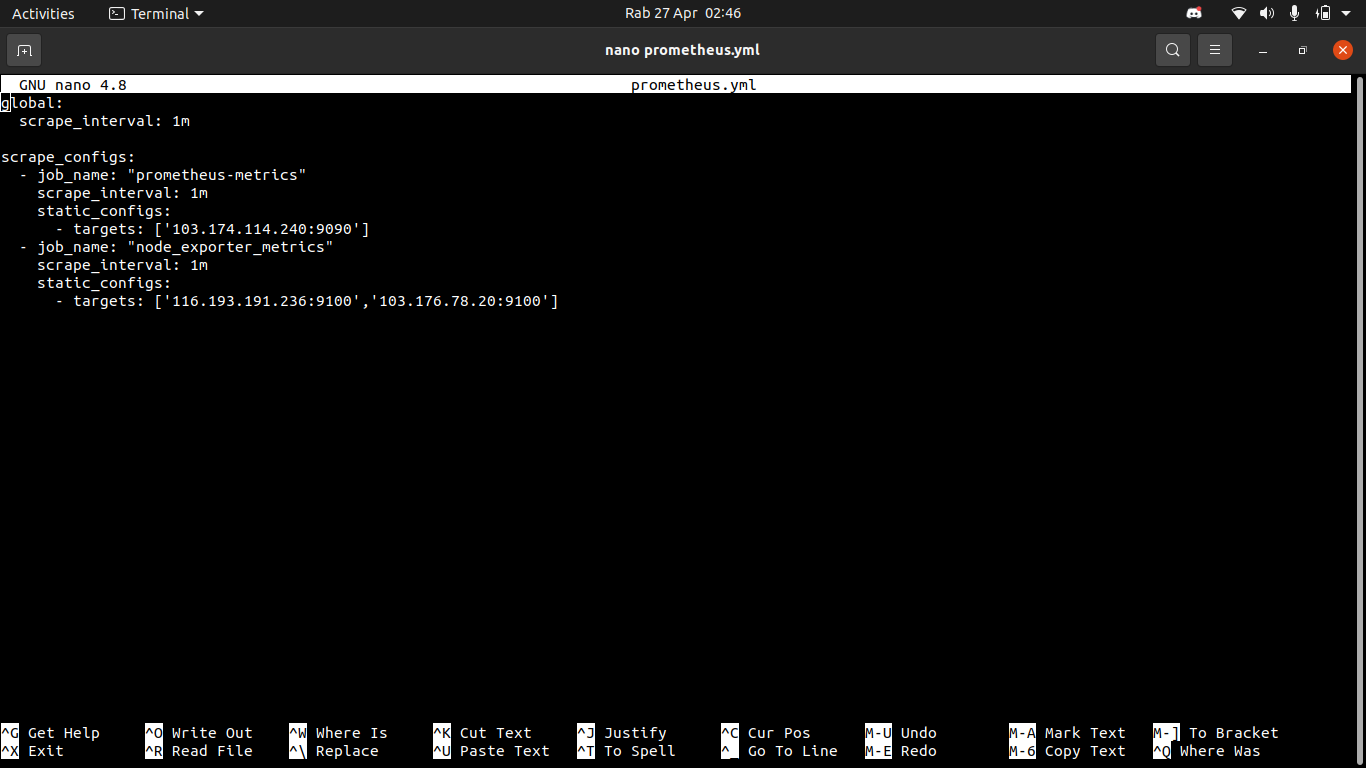 Activities Terminal Rab 27 Apr 02:46
nano prometheus.yml
GNU nano 4.8 prometheus.yml
global:
  scrape_interval: 1m

scrape_configs:
  - job_name: "prometheus-metrics"
    scrape_interval: 1m
    static_configs:
      - targets: ['103.174.114.240:9090']
  - job_name: "node_exporter_metrics"
    scrape_interval: 1m
    static_configs:
      - targets: ['116.193.191.236:9100','103.176.78.20:9100']
^G Get Help ^O Write Out ^W Where Is ^K Cut Text ^J Justify ^C Cur Pos M-U Undo M-A Mark Text M-] To Bracket
^X Exit ^R Read File ^\ Replace ^U Paste Text ^T To Spell ^_ Go To Line M-E Redo M-6 Copy Text ^Q Where Was